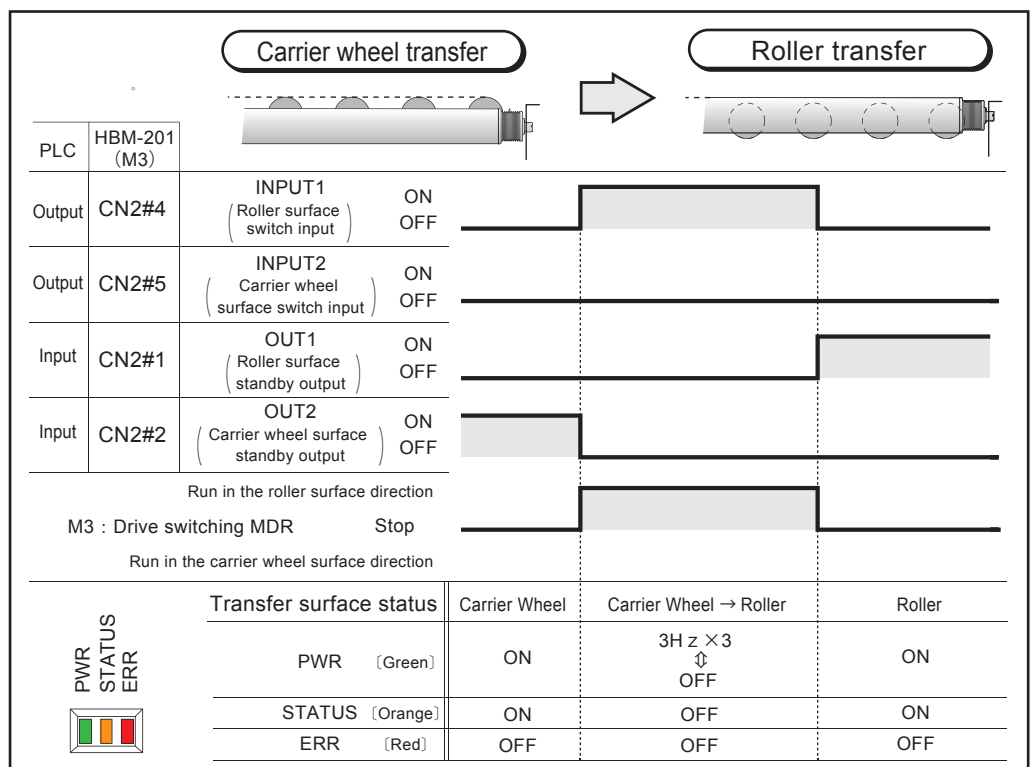 Carrier wheel transfer
Roller transfer
PLC
HBM-201
（M3）
Output
CN2#4
INPUT1
(Roller surface
switch input)
ON
OFF
Output
CN2#5
INPUT2
(Carrier wheel
surface switch input)
ON
OFF
Input
CN2#1
OUT1
(Roller surface
standby output)
ON
OFF
Input
CN2#2
OUT2
(Carrier wheel surface
standby output)
ON
OFF
Run in the roller surface direction
M3 : Drive switching MDR Stop
Run in the carrier wheel surface direction
PWR
STATUS
ERR
Transfer surface status Carrier Wheel Carrier Wheel → Roller Roller
PWR 〔Green〕 ON 3Hz×3 ⇕ OFF ON
STATUS 〔Orange〕 ON OFF ON
ERR 〔Red〕 OFF OFF OFF